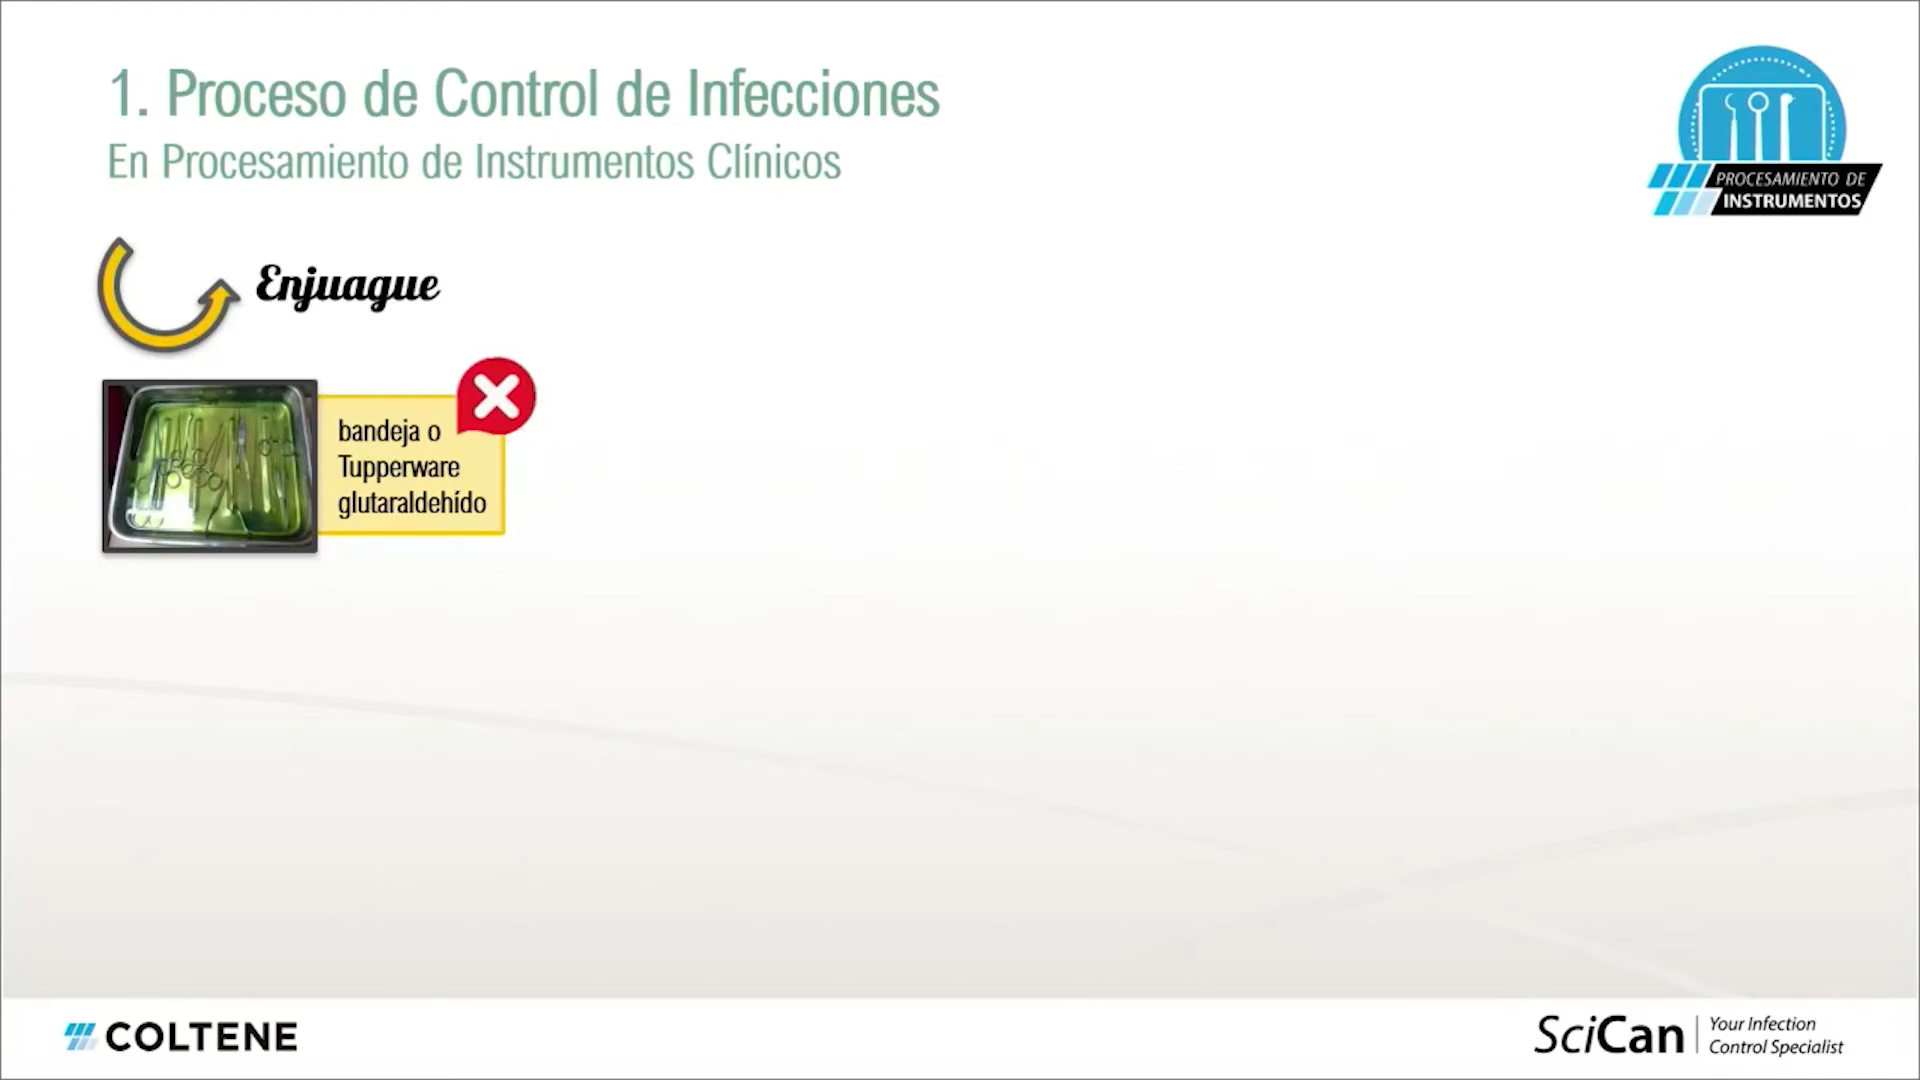 1. Proceso de Control de Infecciones
En Procesamiento de Instrumentos Clínicos
PROCESAMIENTO DE
INSTRUMENTOS
Enjuague
bandeja o
Tupperware
glutaraldehído
COLTENE
SciCan
Your Infection
Control Specialist